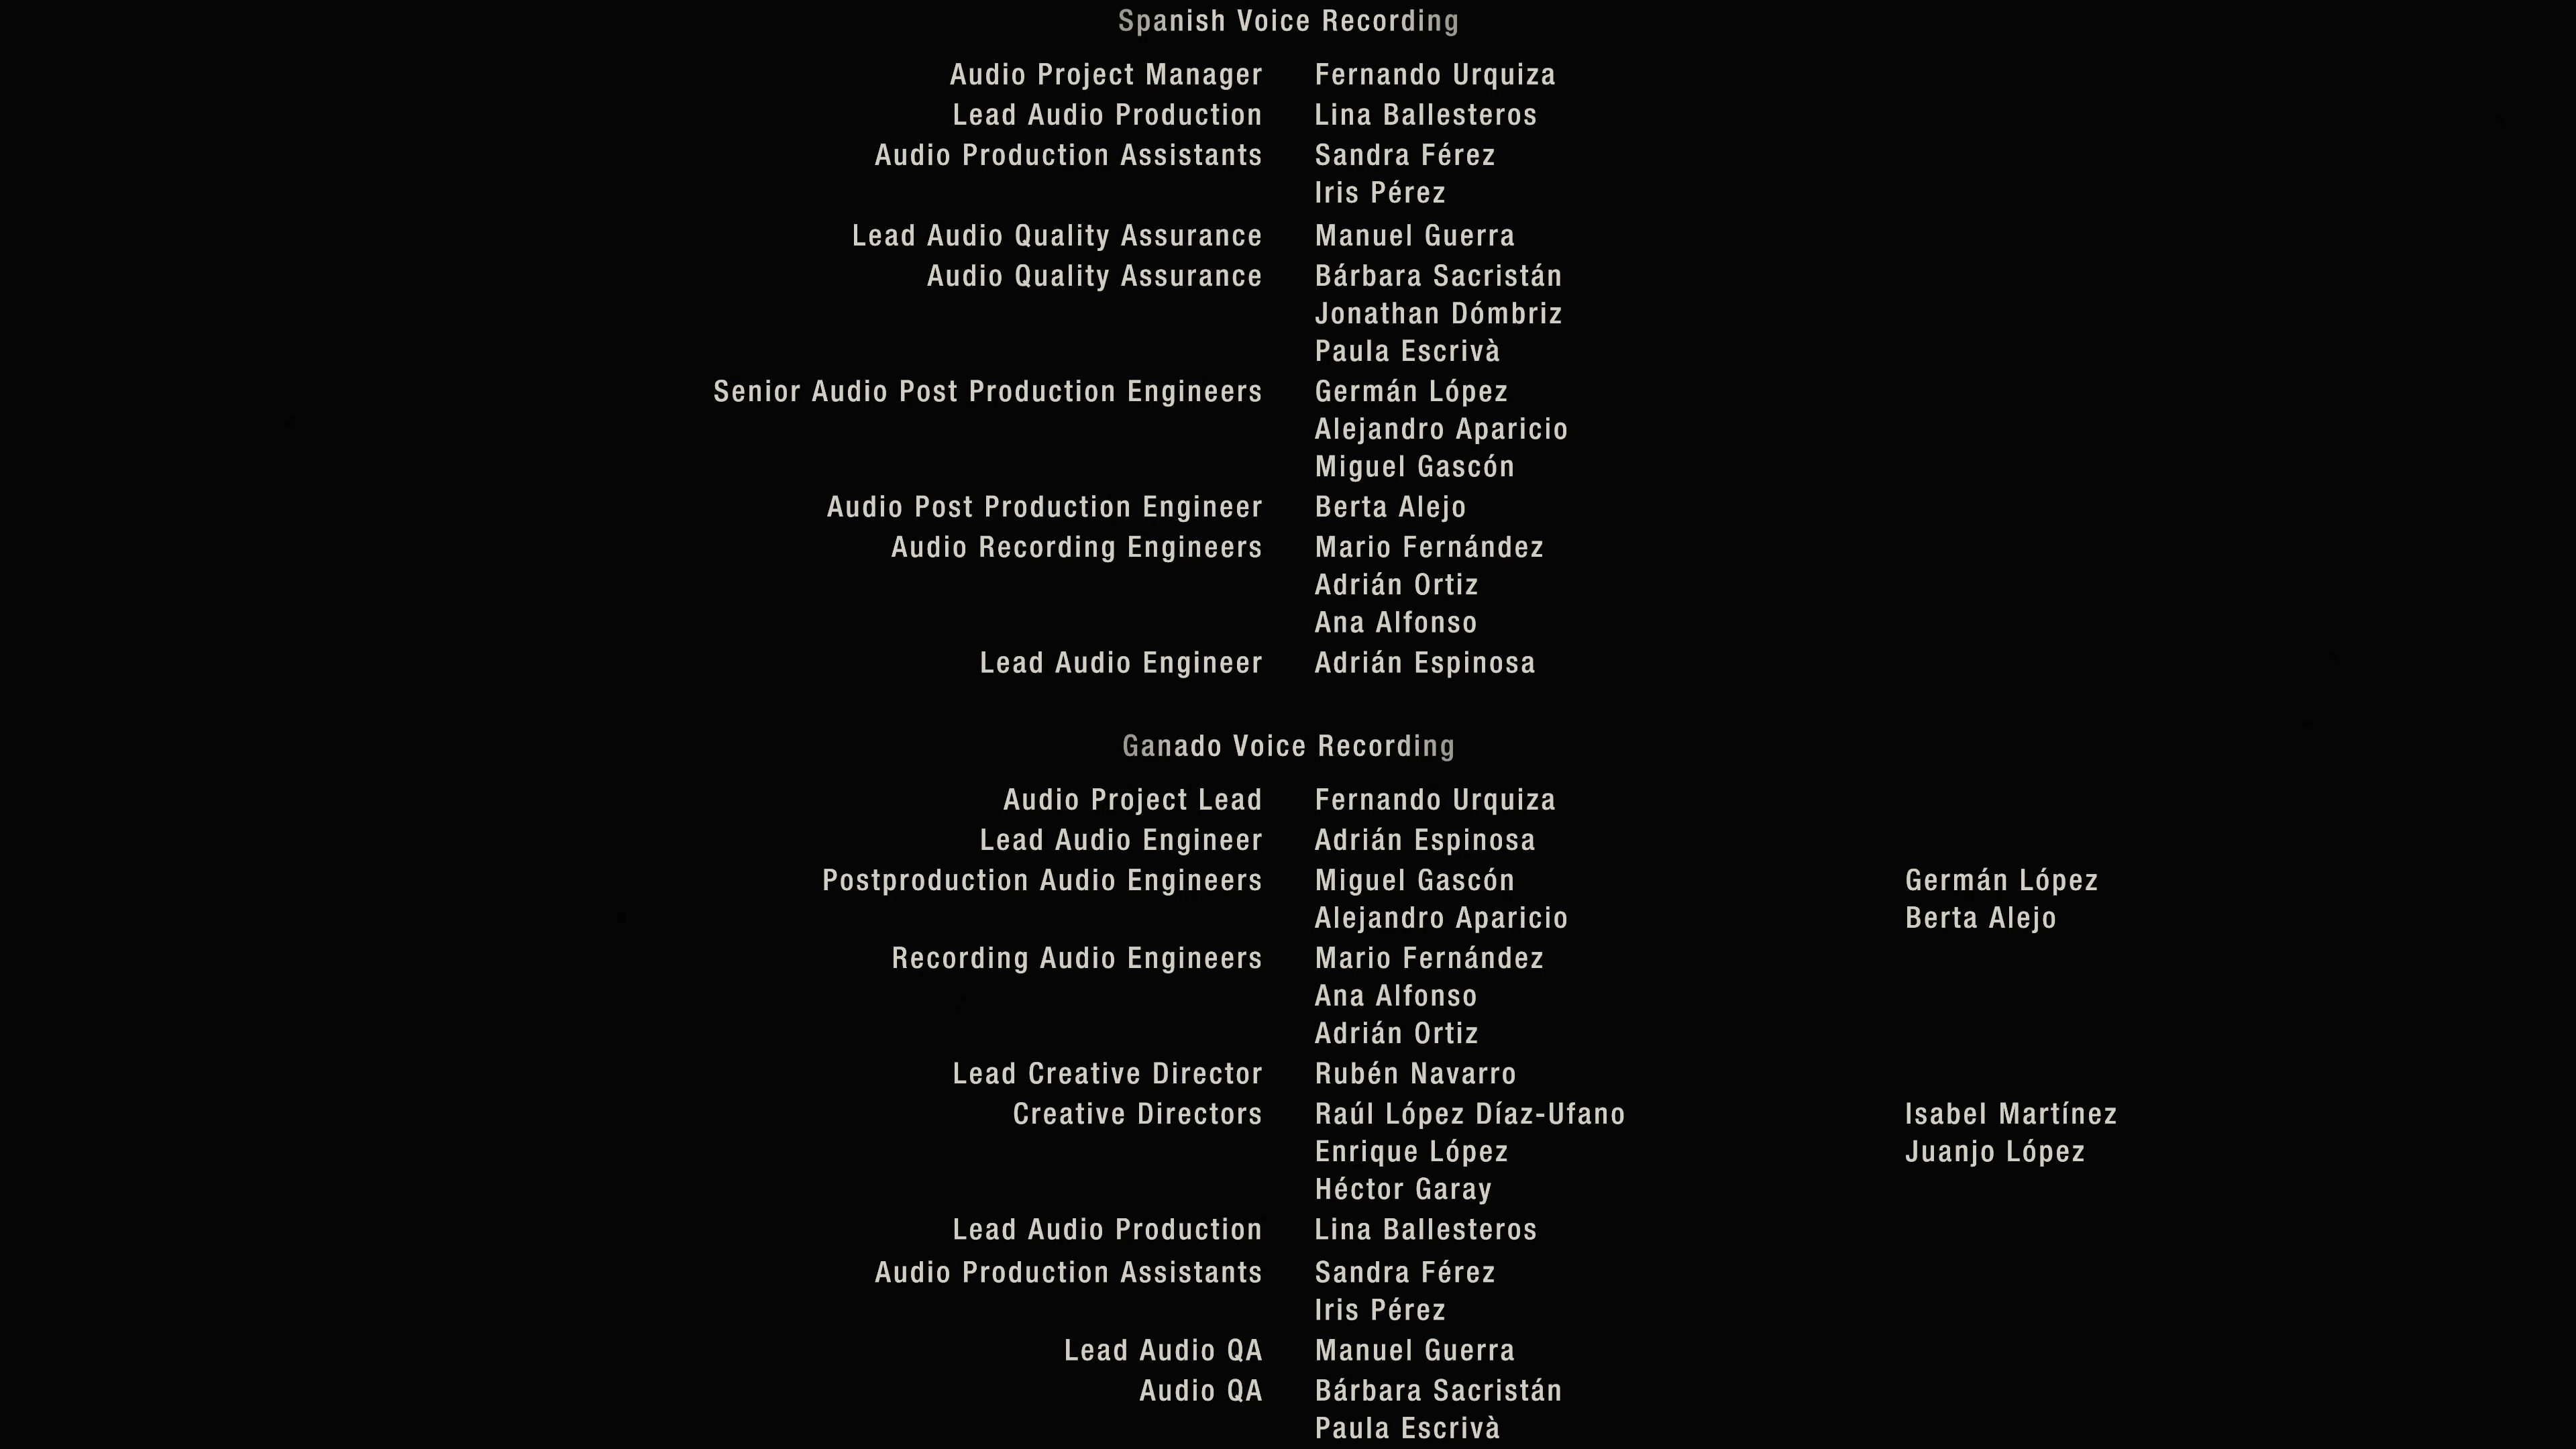 Spanish Voice Recording
Audio Project Manager Fernando Urquiza
Lead Audio Production Lina Ballesteros
Audio Production Assistants Sandra Férez
Iris Pérez
Lead Audio Quality Assurance Manuel Guerra
Audio Quality Assurance Bárbara Sacristán
Jonathan Dómbriz
Paula Escrivà
Senior Audio Post Production Engineers Germán López
Alejandro Aparicio
Miguel Gascón
Audio Post Production Engineer Berta Alejo
Audio Recording Engineers Mario Fernández
Adrián Ortiz
Ana Alfonso
Lead Audio Engineer Adrián Espinosa
Ganado Voice Recording
Audio Project Lead Fernando Urquiza
Lead Audio Engineer Adrián Espinosa
Postproduction Audio Engineers Miguel Gascón Germán López
Alejandro Aparicio Berta Alejo
Recording Audio Engineers Mario Fernández
Ana Alfonso
Adrián Ortiz
Lead Creative Director Rubén Navarro
Creative Directors Raúl López Díaz-Ufano Isabel Martínez
Enrique López Juanjo López
Héctor Garay
Lead Audio Production Lina Ballesteros
Audio Production Assistants Sandra Férez
Iris Pérez
Lead Audio QA Manuel Guerra
Audio QA Bárbara Sacristán
Paula Escrivà